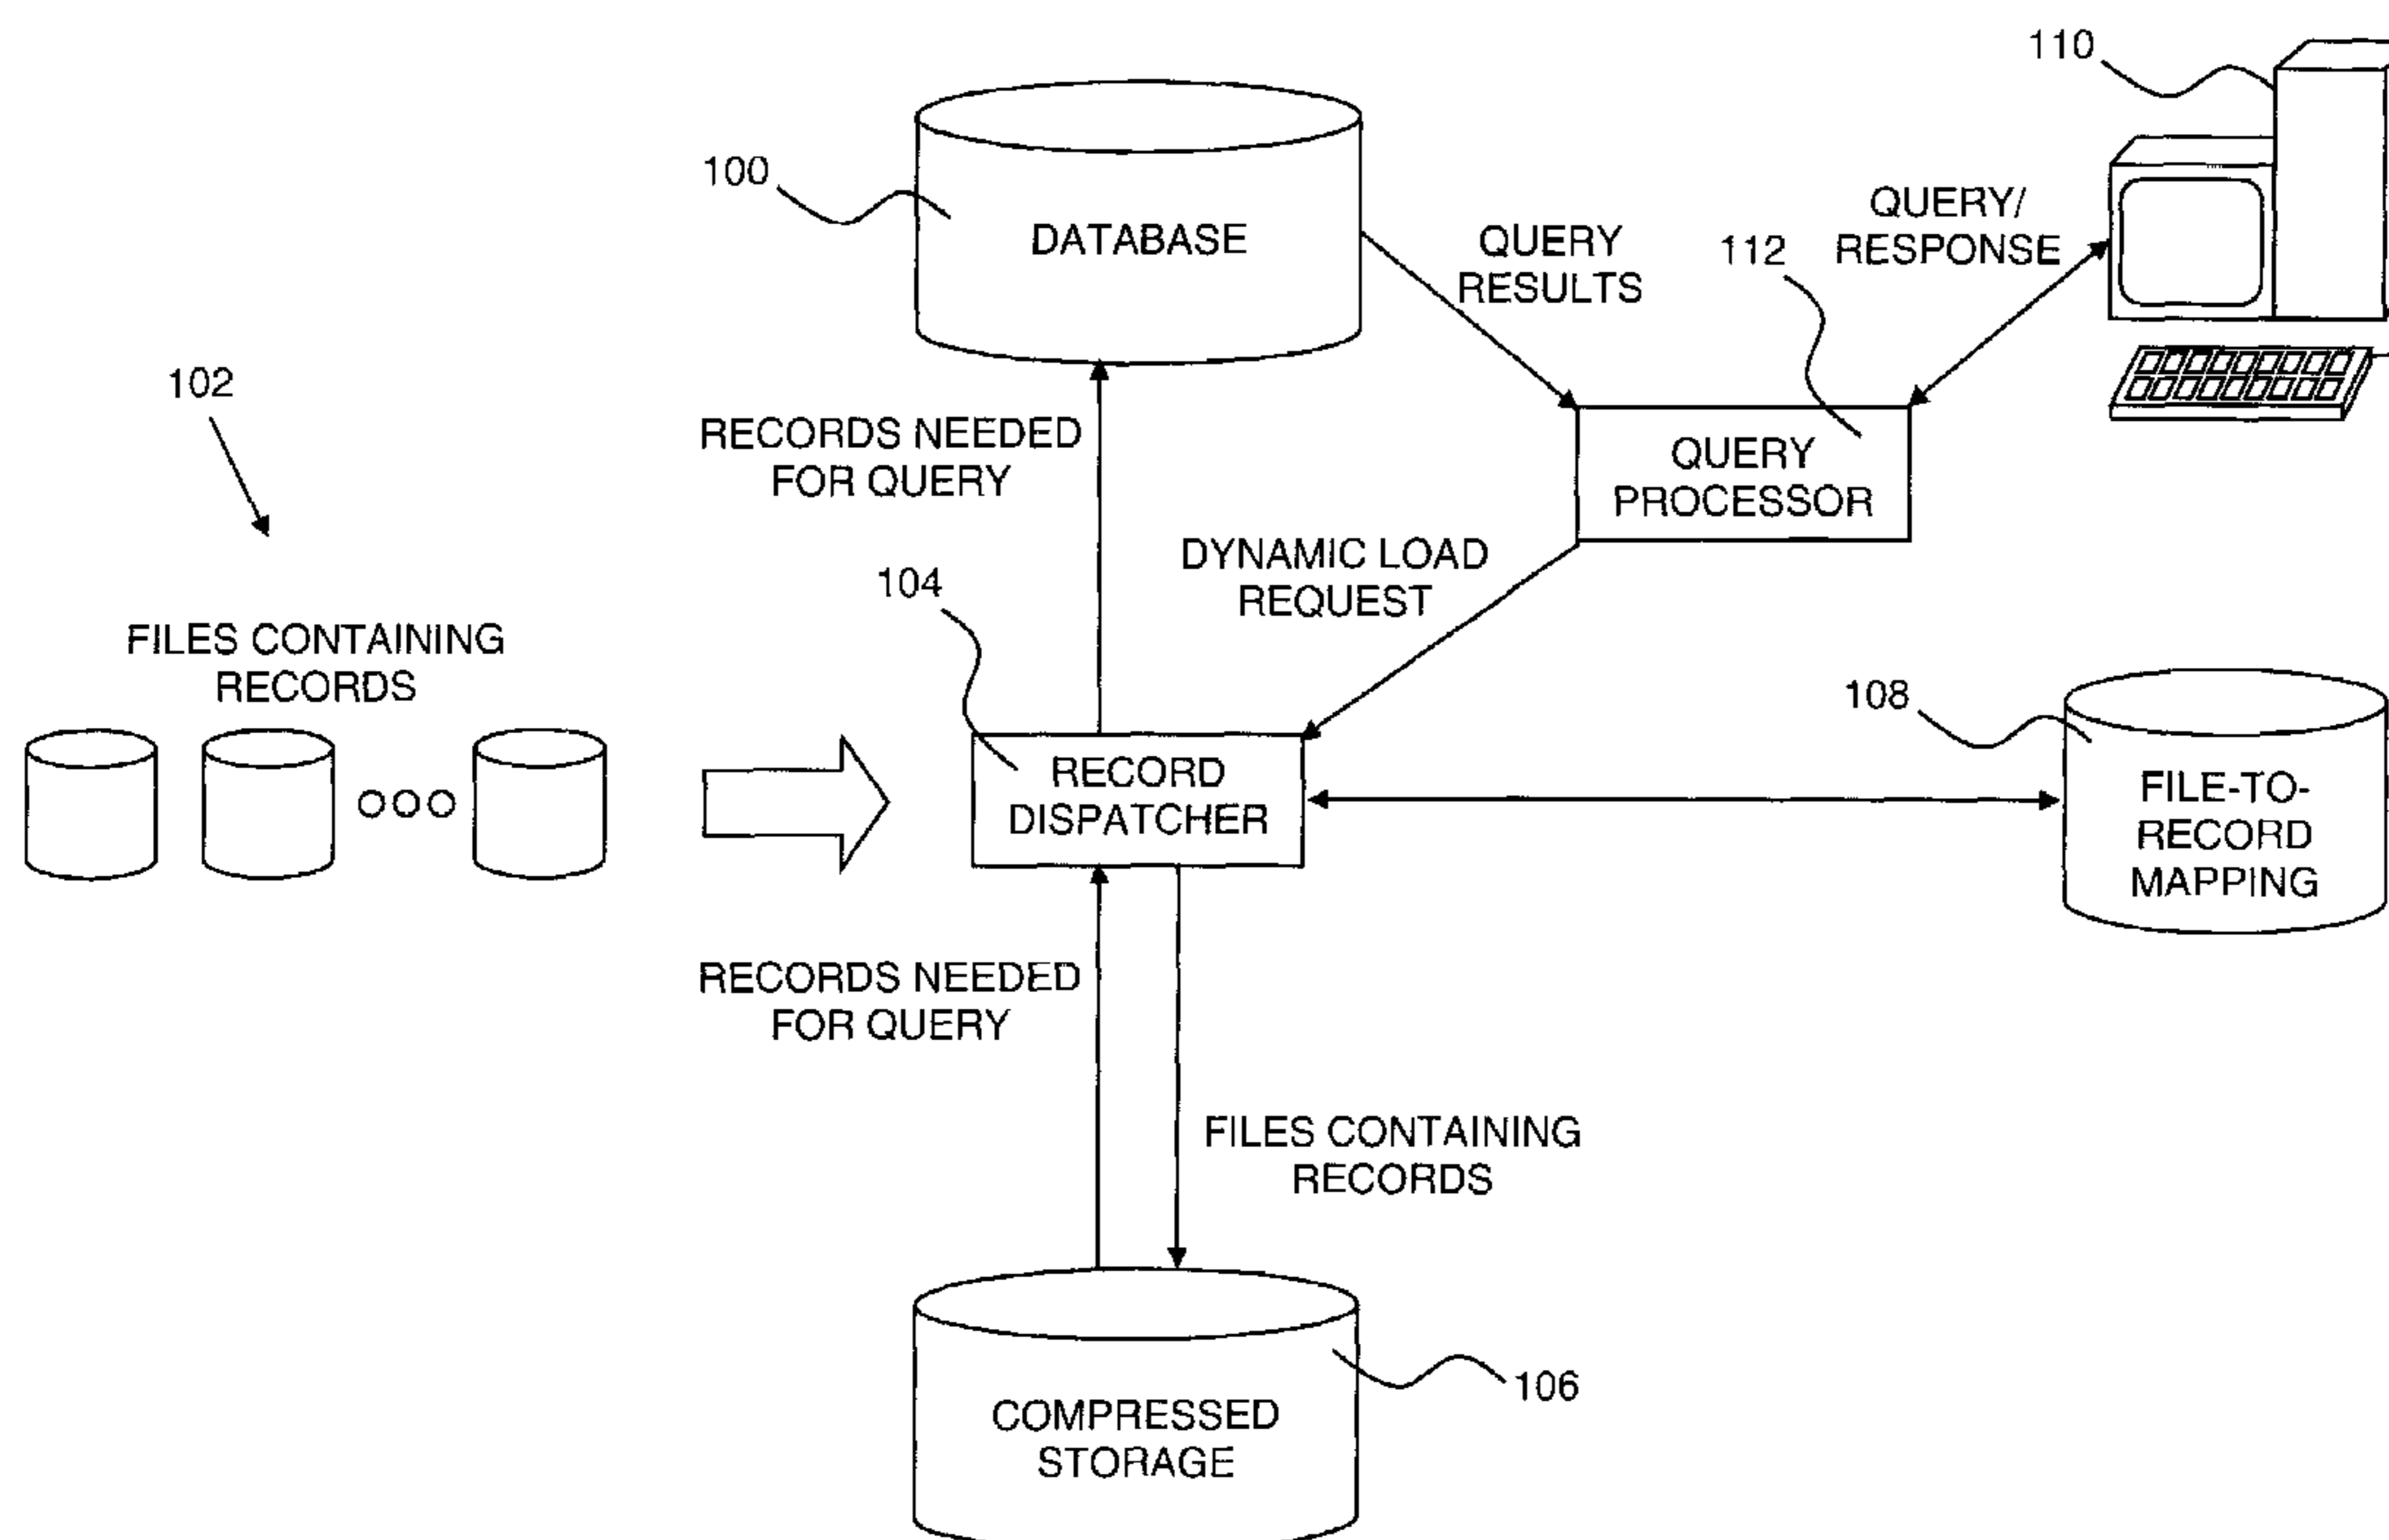 110
100
DATABASE
QUERY
RESULTS
112
QUERY/
RESPONSE
102
RECORDS NEEDED
FOR QUERY
QUERY
PROCESSOR
DYNAMIC LOAD
REQUEST
104
FILES CONTAINING
RECORDS
108
RECORD
DISPATCHER
FILE-TO-
RECORD
MAPPING
RECORDS NEEDED
FOR QUERY
FILES CONTAINING
RECORDS
106
COMPRESSED
STORAGE